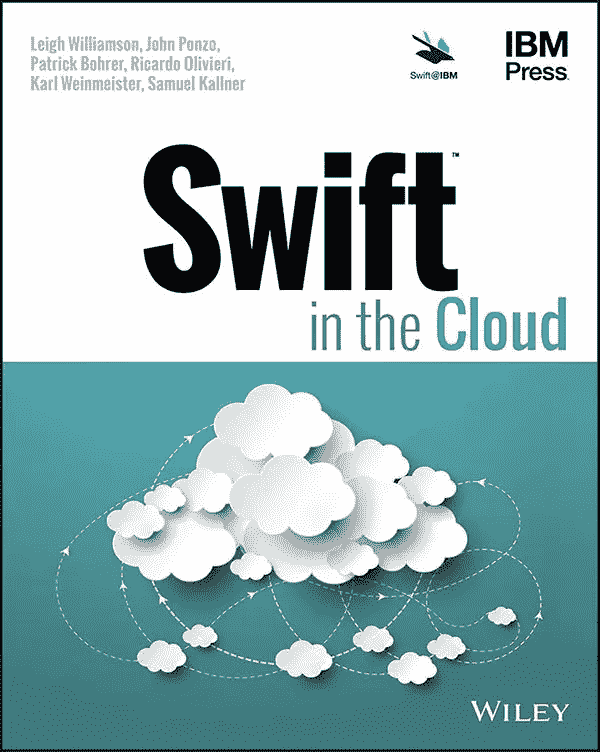 Leigh Williamson, John Ponzo,
Patrick Bohrer, Ricardo Olivieri,
Karl Weinmeister, Samuel Kallner
Swift@IBM
IBM
Press.
Swift™
in the Cloud
WILEY